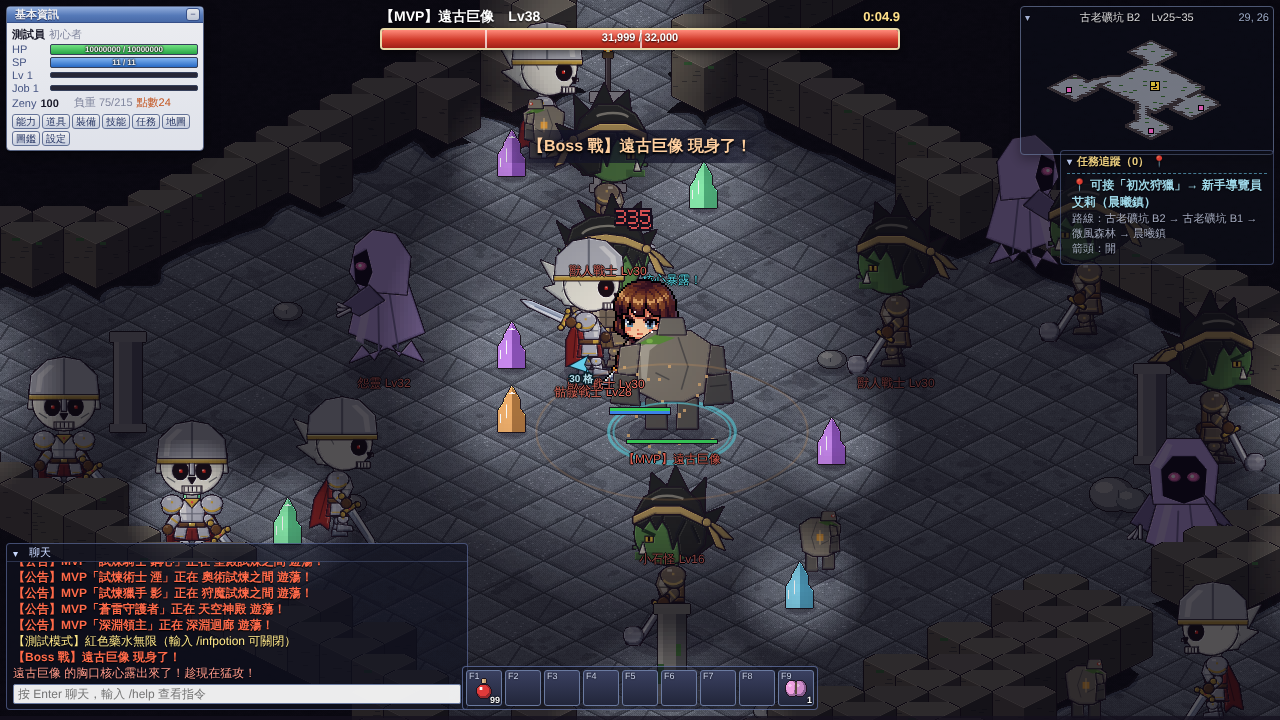 基本資訊
測試員 初心者
HP 10000000 / 10000000
SP 11 / 11
Lv 1
Job 1
Zeny 100 負重 75/215 點數24
能力 道具 裝備 技能 任務 地圖
圖鑑 設定
【MVP】遠古巨像 Lv38 0:04.9
31,999 / 32,000
【Boss 戰】遠古巨像 現身了！
古老礦坑 B2 Lv25~35 29, 26
任務追蹤（0）
可接「初次狩獵」→ 新手導覽員
艾莉（晨曦鎮）
路線：古老礦坑 B2 → 古老礦坑 B1 →
微風森林 → 晨曦鎮
箭頭：開
335
獸人戰士 Lv30
暴露！
Lv32
獸人戰士 Lv30
30 格
戰士 Lv30
骷髏戰士 Lv28
【MVP】遠古巨像
小石怪 Lv16
聊天
【公告】MVP「試煉術士 湮」正在 奧術試煉之間 遊蕩！
【公告】MVP「試煉獵手 影」正在 狩魔試煉之間 遊蕩！
【公告】MVP「蒼雷守護者」正在 天空神殿 遊蕩！
【公告】MVP「深淵領主」正在 深淵迴廊 遊蕩！
【測試模式】紅色藥水無限（輸入 /infpotion 可關閉）
【Boss 戰】遠古巨像 現身了！
遠古巨像 的胸口核心露出來了！趁現在猛攻！
按 Enter 聊天，輸入 /help 查看指令
F1 F2 F3 F4 F5 F6 F7 F8 F9
99 1